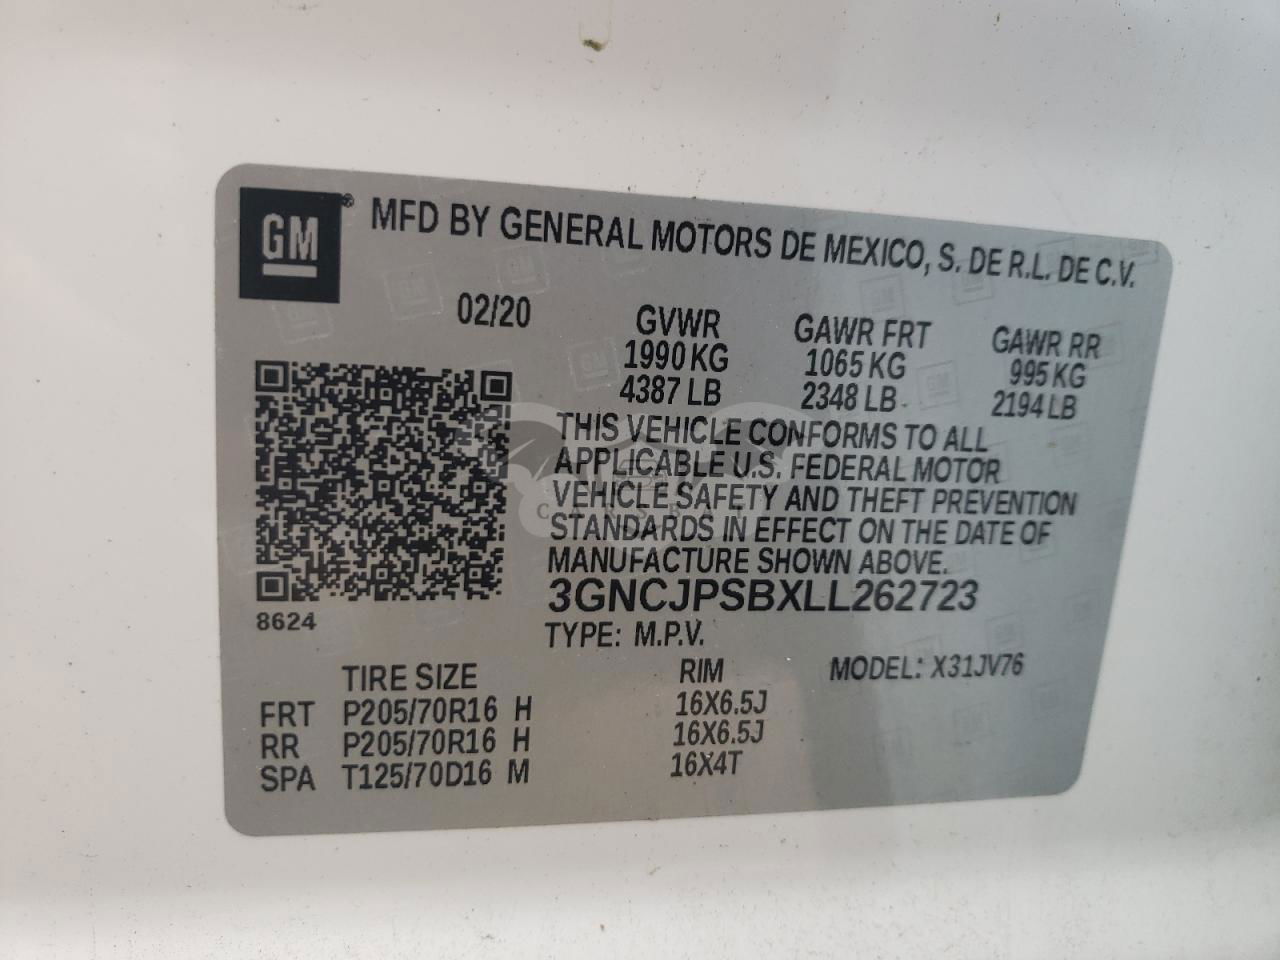 GM® MFD BY GENERAL MOTORS DE MEXICO, S. DE R.L. DE C.V.
02/20 GVWR GAWR FRT GAWR RR
1990 KG 1065 KG 995 KG
4387 LB 2348 LB 2194 LB
THIS VEHICLE CONFORMS TO ALL
APPLICABLE U.S. FEDERAL MOTOR
VEHICLE SAFETY AND THEFT PREVENTION
STANDARDS IN EFFECT ON THE DATE OF
MANUFACTURE SHOWN ABOVE.
3GNCJPSBXLL262723
8624
TYPE: M.P.V.
TIRE SIZE RIM MODEL: X31JV76
FRT P205/70R16 H 16X6.5J
RR P205/70R16 H 16X6.5J
SPA T125/70D16 M 16X4T